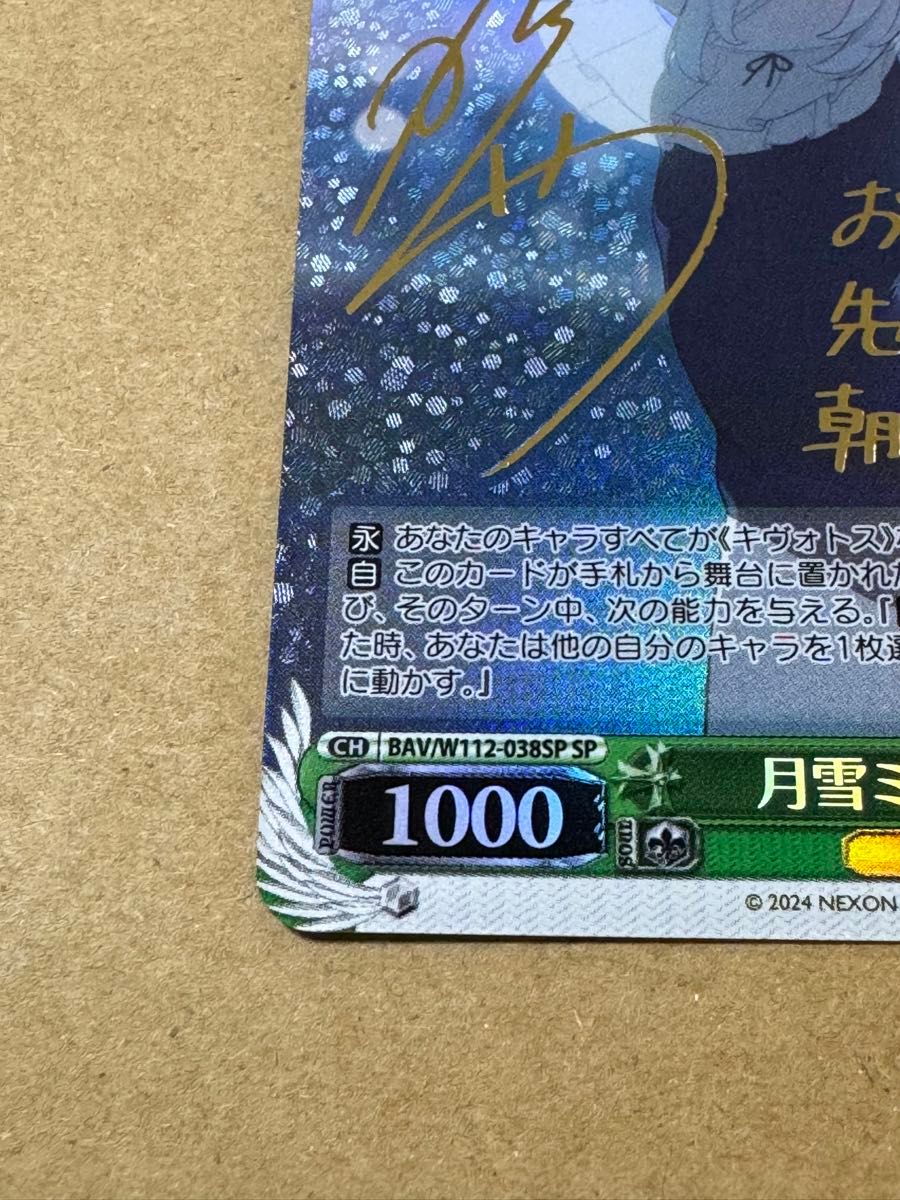 お
先
朝
永 あなたのキャラすべてが《キヴォトス》
自 このカードが手札から舞台に置かれた
び、そのターン中、次の能力を与える。『
た時、あなたは他の自分のキャラを1枚選
に動かす。』
CH BAV/W112-038SP SP
POWER 1000
月雪ミ
SOUL
© 2024 NEXON